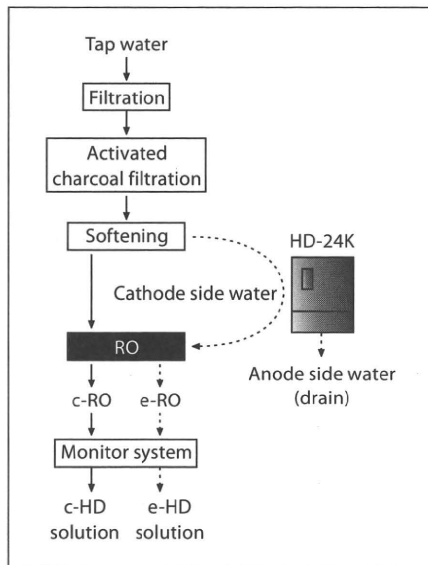 Tap water
Filtration
Activated
charcoal filtration
Softening
HD-24K
Cathode side water
RO
Anode side water
(drain)
c-RO
e-RO
Monitor system
c-HD
solution
e-HD
solution